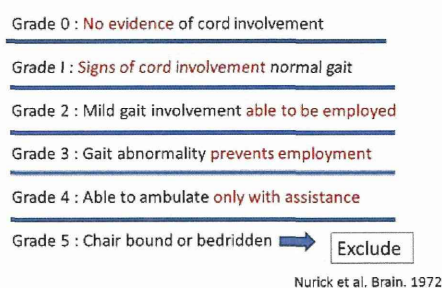 Grade 0 : No evidence of cord involvement
Grade I : Signs of cord involvement normal gait
Grade 2 : Mild gait involvement able to be employed
Grade 3 : Gait abnormality prevents employment
Grade 4 : Able to ambulate only with assistance
Grade 5 : Chair bound or bedridden Exclude
Nurick et al. Brain. 1972